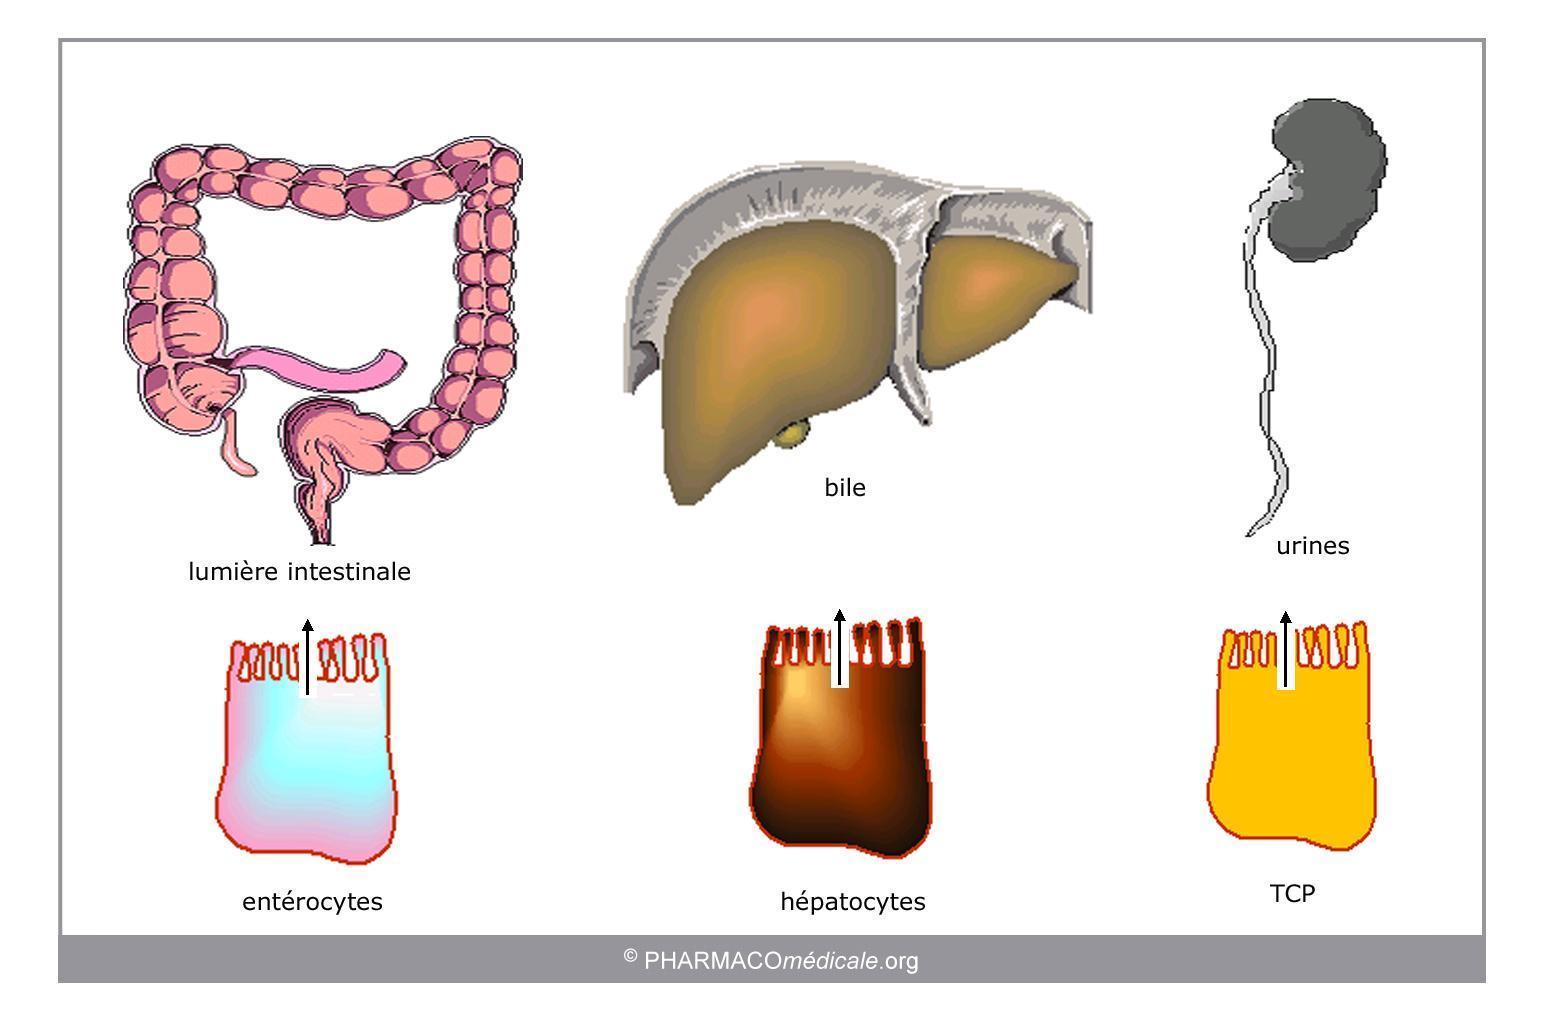 bile
urines
lumière intestinale
entérocytes
hépatocytes
TCP
© PHARMACOmédicale.org